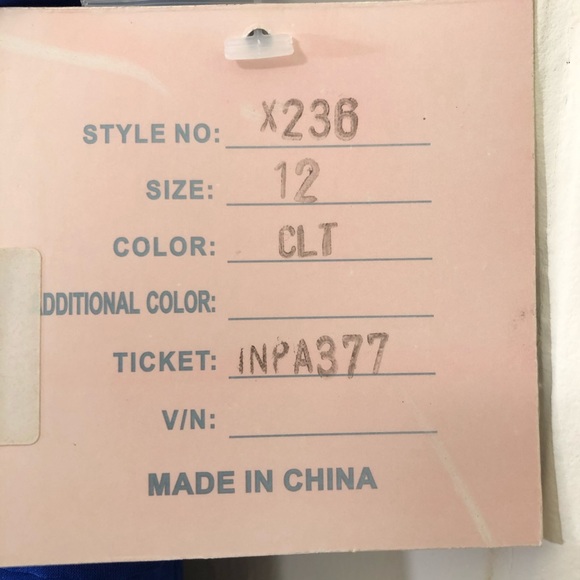 STYLE NO: X236
SIZE: 12
COLOR: CLT
ADDITIONAL COLOR:
TICKET: INPA377
V/N:
MADE IN CHINA